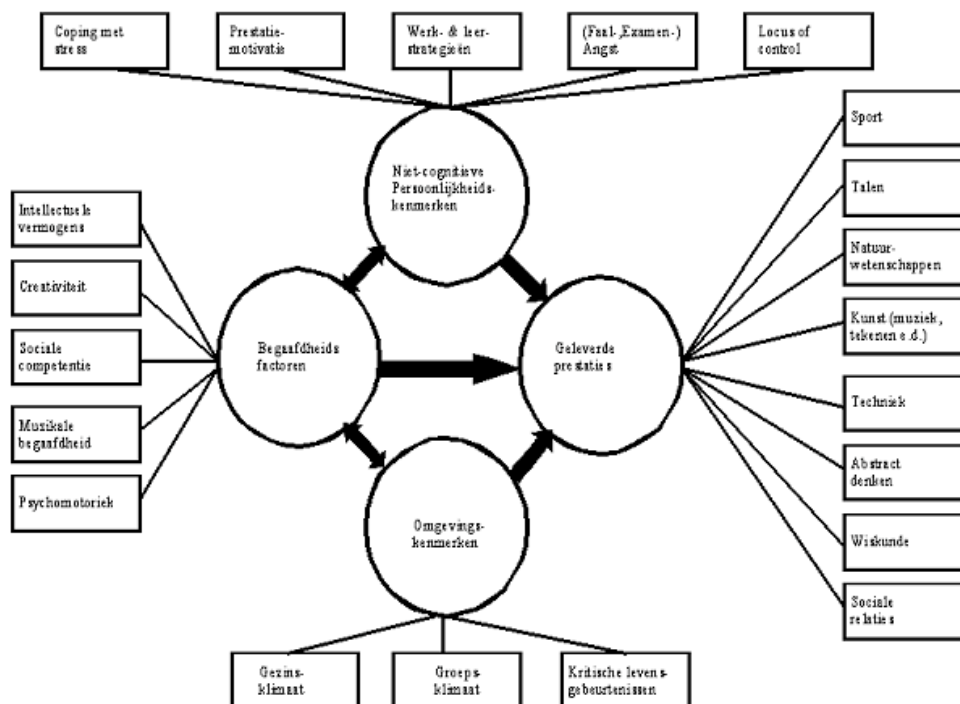 Coping met
stress
Prestatie-
motivatie
Werk- & leer-
strategieën
(Faal-,Examen-)
Angst
Locus of
control
Niet-cognitieve
Persoonlijkheids-
kenmerken
Intellectuele
vermogens
Creativiteit
Sociale
competentie
Muzikale
begaafdheid
Psychomotoriek
Begaafdheids
factoren
Geleverde
prestaties
Omgevings-
kenmerken
Sport
Talen
Natuur-
wetenschappen
Kunst (muziek,
tekenen e.d.)
Techniek
Abstract
denken
Wiskunde
Sociale
relaties
Gezins-
klimaat
Groeps-
klimaat
Kritische levens-
gebeurtenissen